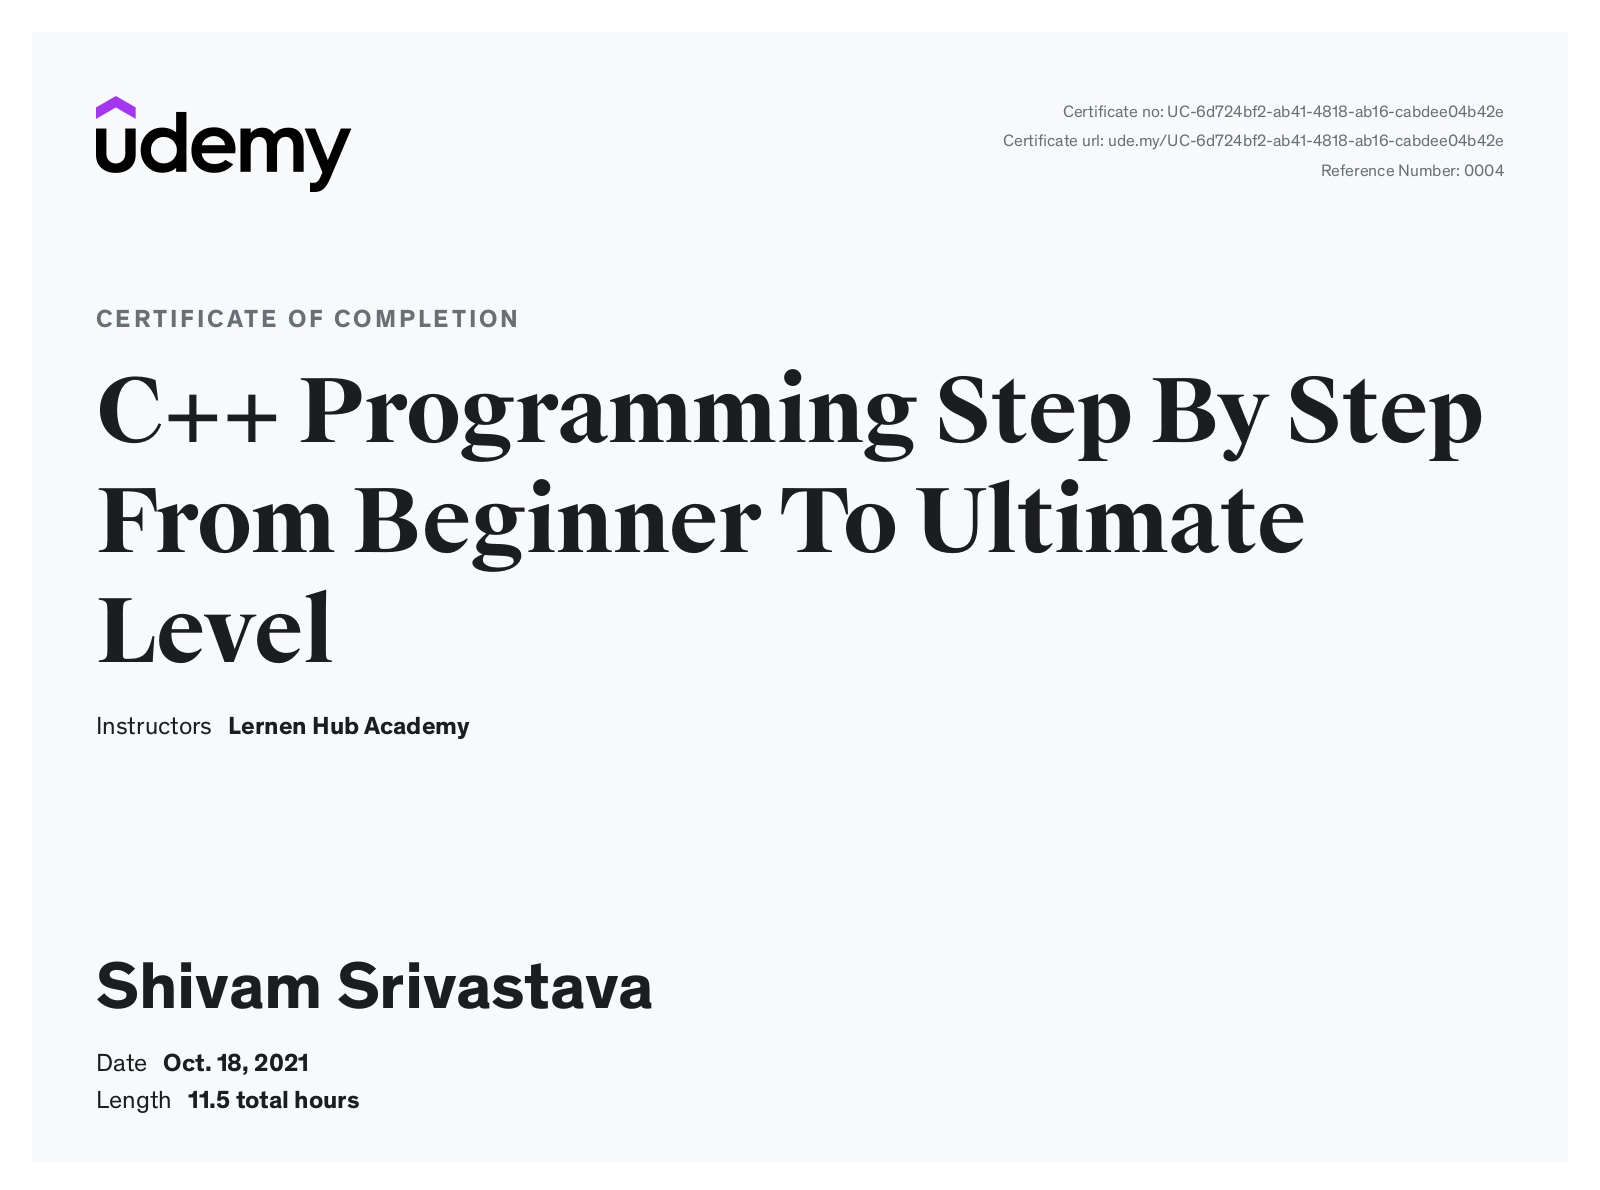 udemy
Certificate no: UC-6d724bf2-ab41-4818-ab16-cabdee04b42e
Certificate url: ude.my/UC-6d724bf2-ab41-4818-ab16-cabdee04b42e
Reference Number: 0004
CERTIFICATE OF COMPLETION
C++ Programming Step By Step
From Beginner To Ultimate
Level
Instructors Lernen Hub Academy
Shivam Srivastava
Date Oct. 18, 2021
Length 11.5 total hours